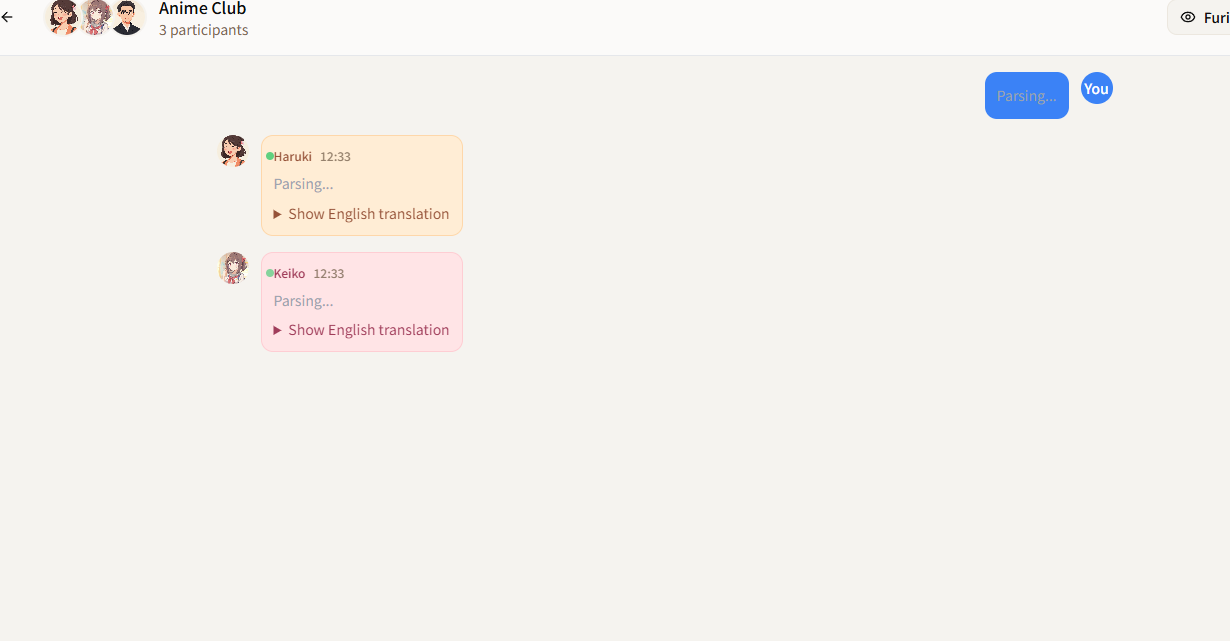 Anime Club
3 participants
Furi
Parsing...
You
Haruki 12:33
Parsing...
▶ Show English translation
Keiko 12:33
Parsing...
▶ Show English translation